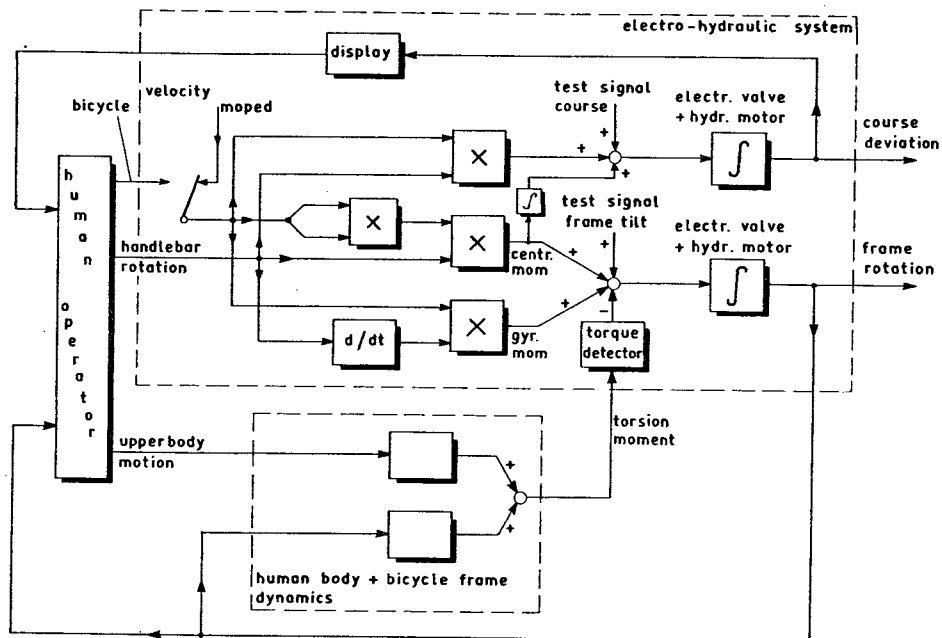 electro-hydraulic system
display
velocity
bicycle
moped
test signal
course
electr. valve
+ hydr. motor
course
deviation
+
+
+
×
∫
∫
human operator
×
×
∫
test signal
frame tilt
electr. valve
+ hydr. motor
handlebar
rotation
centr.
mom
+
+
∫
frame
rotation
+
−
×
d/dt
gyr.
mom
torque
detector
torsion
moment
upperbody
motion
+
+
human body + bicycle frame
dynamics